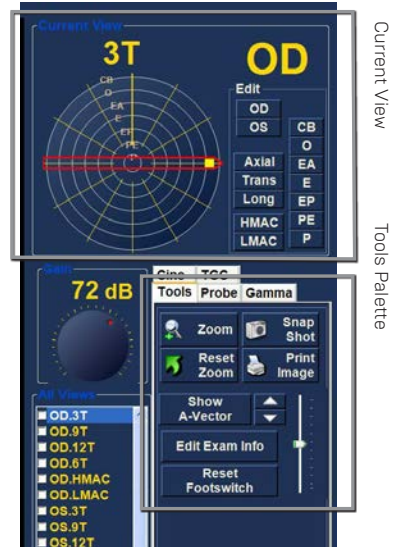 Current View
3T
OD
CB
O
EA
E
EP
PE
P
Edit
OD
OS
CB
O
Axial
EA
Trans
E
Long
EP
HMAC
PE
LMAC
P
Current View
Tools Palette
Gain
72 dB
Cine TGC
Tools Probe Gamma
Zoom
Snap
Shot
Reset
Zoom
Print
Image
Show
A-Vector
Edit Exam Info
Reset
Footswitch
All Views
OD.3T
OD.9T
OD.12T
OD.6T
OD.HMAC
OD.LMAC
OS.3T
OS.9T
OS.12T